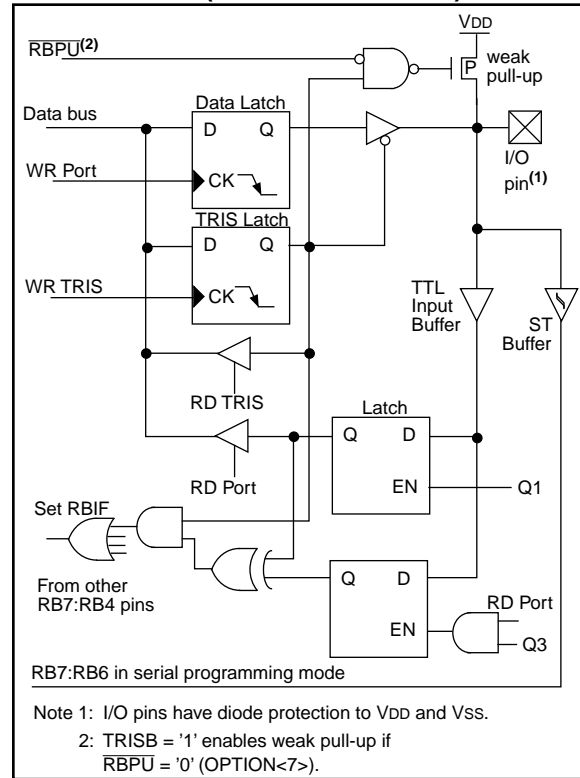 VDD
RBPU(2)
P
weak
pull-up
Data Latch
Data bus
D
Q
WR Port
CK
I/O
pin(1)
TRIS Latch
D
Q
WR TRIS
CK
TTL
Input
Buffer
ST
Buffer
RD TRIS
Latch
Q
D
RD Port
EN
Q1
Set RBIF
From other
RB7:RB4 pins
Q
D
RD Port
EN
Q3
RB7:RB6 in serial programming mode
Note 1: I/O pins have diode protection to VDD and VSS.
2: TRISB = '1' enables weak pull-up if
RBPU = '0' (OPTION<7>).